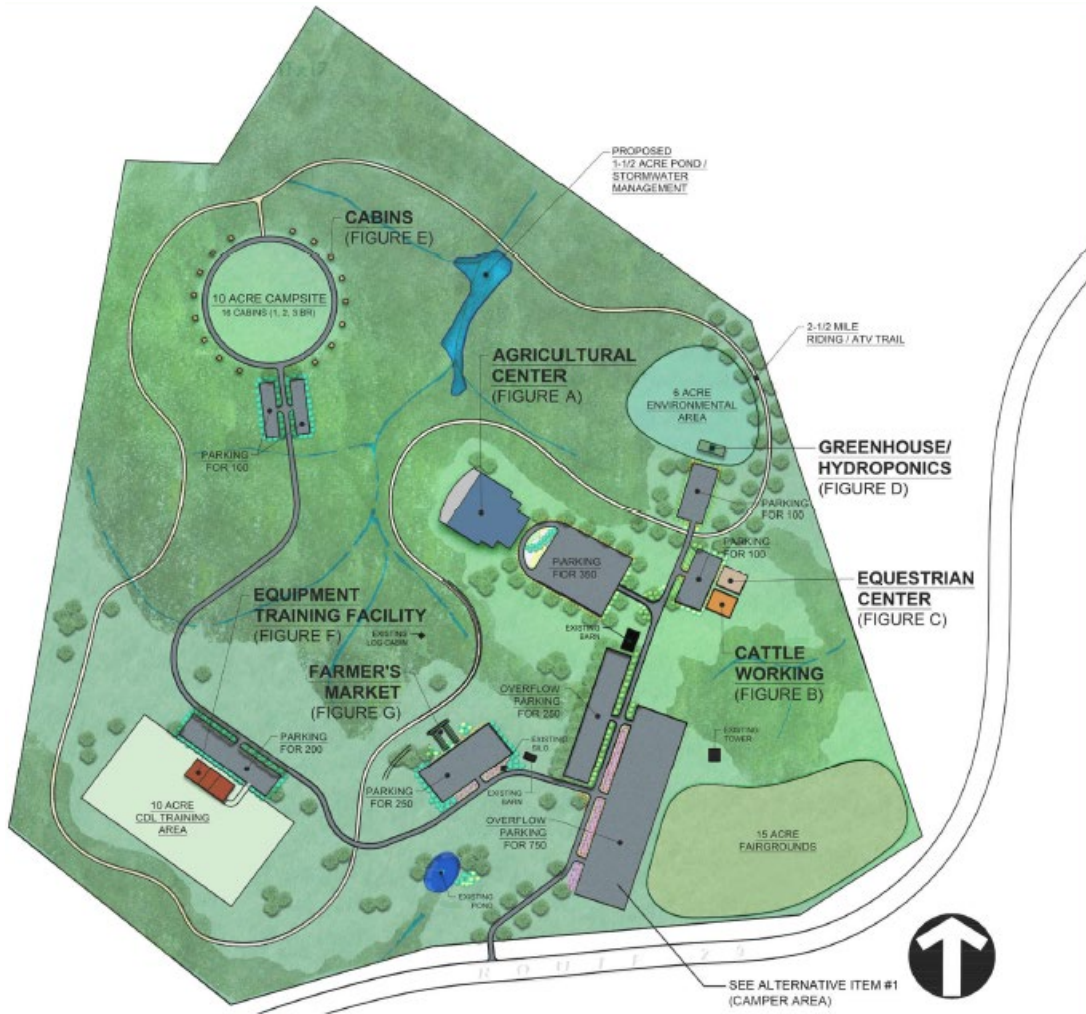 PROPOSED
1-1/2 ACRE POND /
STORMWATER
MANAGEMENT
CABINS
(FIGURE E)
10 ACRE CAMPSITE
16 CABINS (1, 2, 3 BR)
2-1/2 MILE
RIDING / ATV TRAIL
AGRICULTURAL
CENTER
(FIGURE A)
6 ACRE
ENVIRONMENTAL
AREA
PARKING
FOR 100
GREENHOUSE/
HYDROPONICS
(FIGURE D)
PARKING
FOR 100
PARKING
FOR 100
PARKING
FOR 350
EQUESTRIAN
CENTER
(FIGURE C)
EQUIPMENT
TRAINING FACILITY
(FIGURE F)
EXISTING
LOG CABIN
EXISTING
BARN
CATTLE
WORKING
(FIGURE B)
FARMER'S
MARKET
(FIGURE G)
OVERFLOW
PARKING
FOR 250
PARKING
FOR 200
EXISTING
SILO
EXISTING
TOWER
PARKING
FOR 250
EXISTING
BARN
10 ACRE
CDL TRAINING
AREA
OVERFLOW
PARKING
FOR 750
15 ACRE
FAIRGROUNDS
EXISTING
POND
ROUTE 22
SEE ALTERNATIVE ITEM #1
(CAMPER AREA)